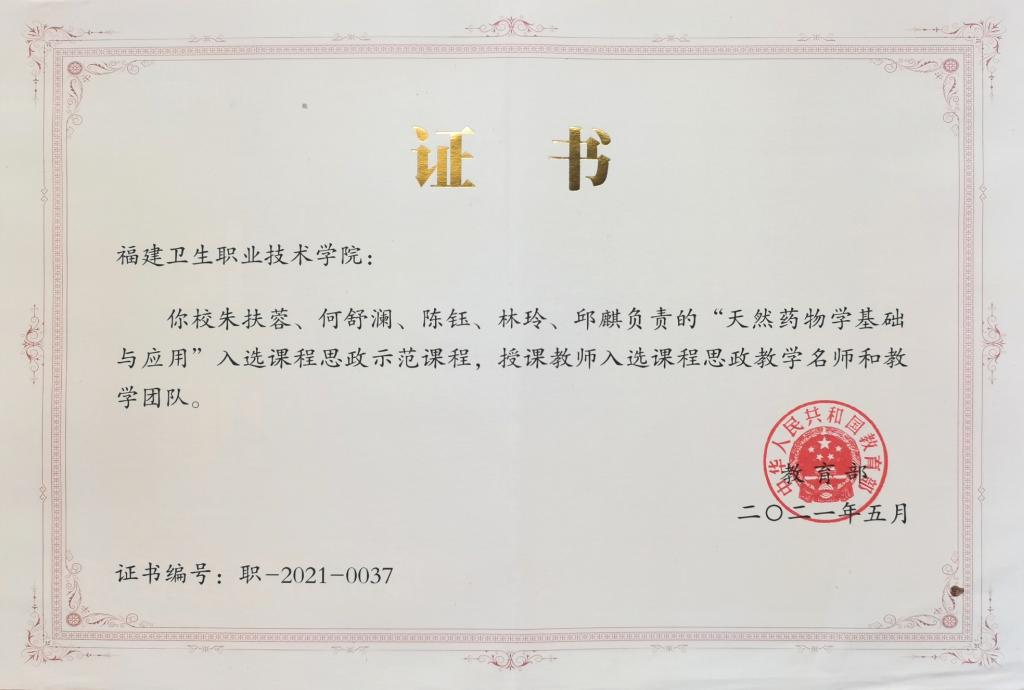 证 书
福建卫生职业技术学院：
你校朱扶蓉、何舒澜、陈钰、林玲、邱麒负责的“天然药物学基础
与应用”入选课程思政示范课程，授课教师入选课程思政教学名师和教
学团队。
中华人民共和国教育部
教育部
二〇二一年五月
证书编号：职-2021-0037